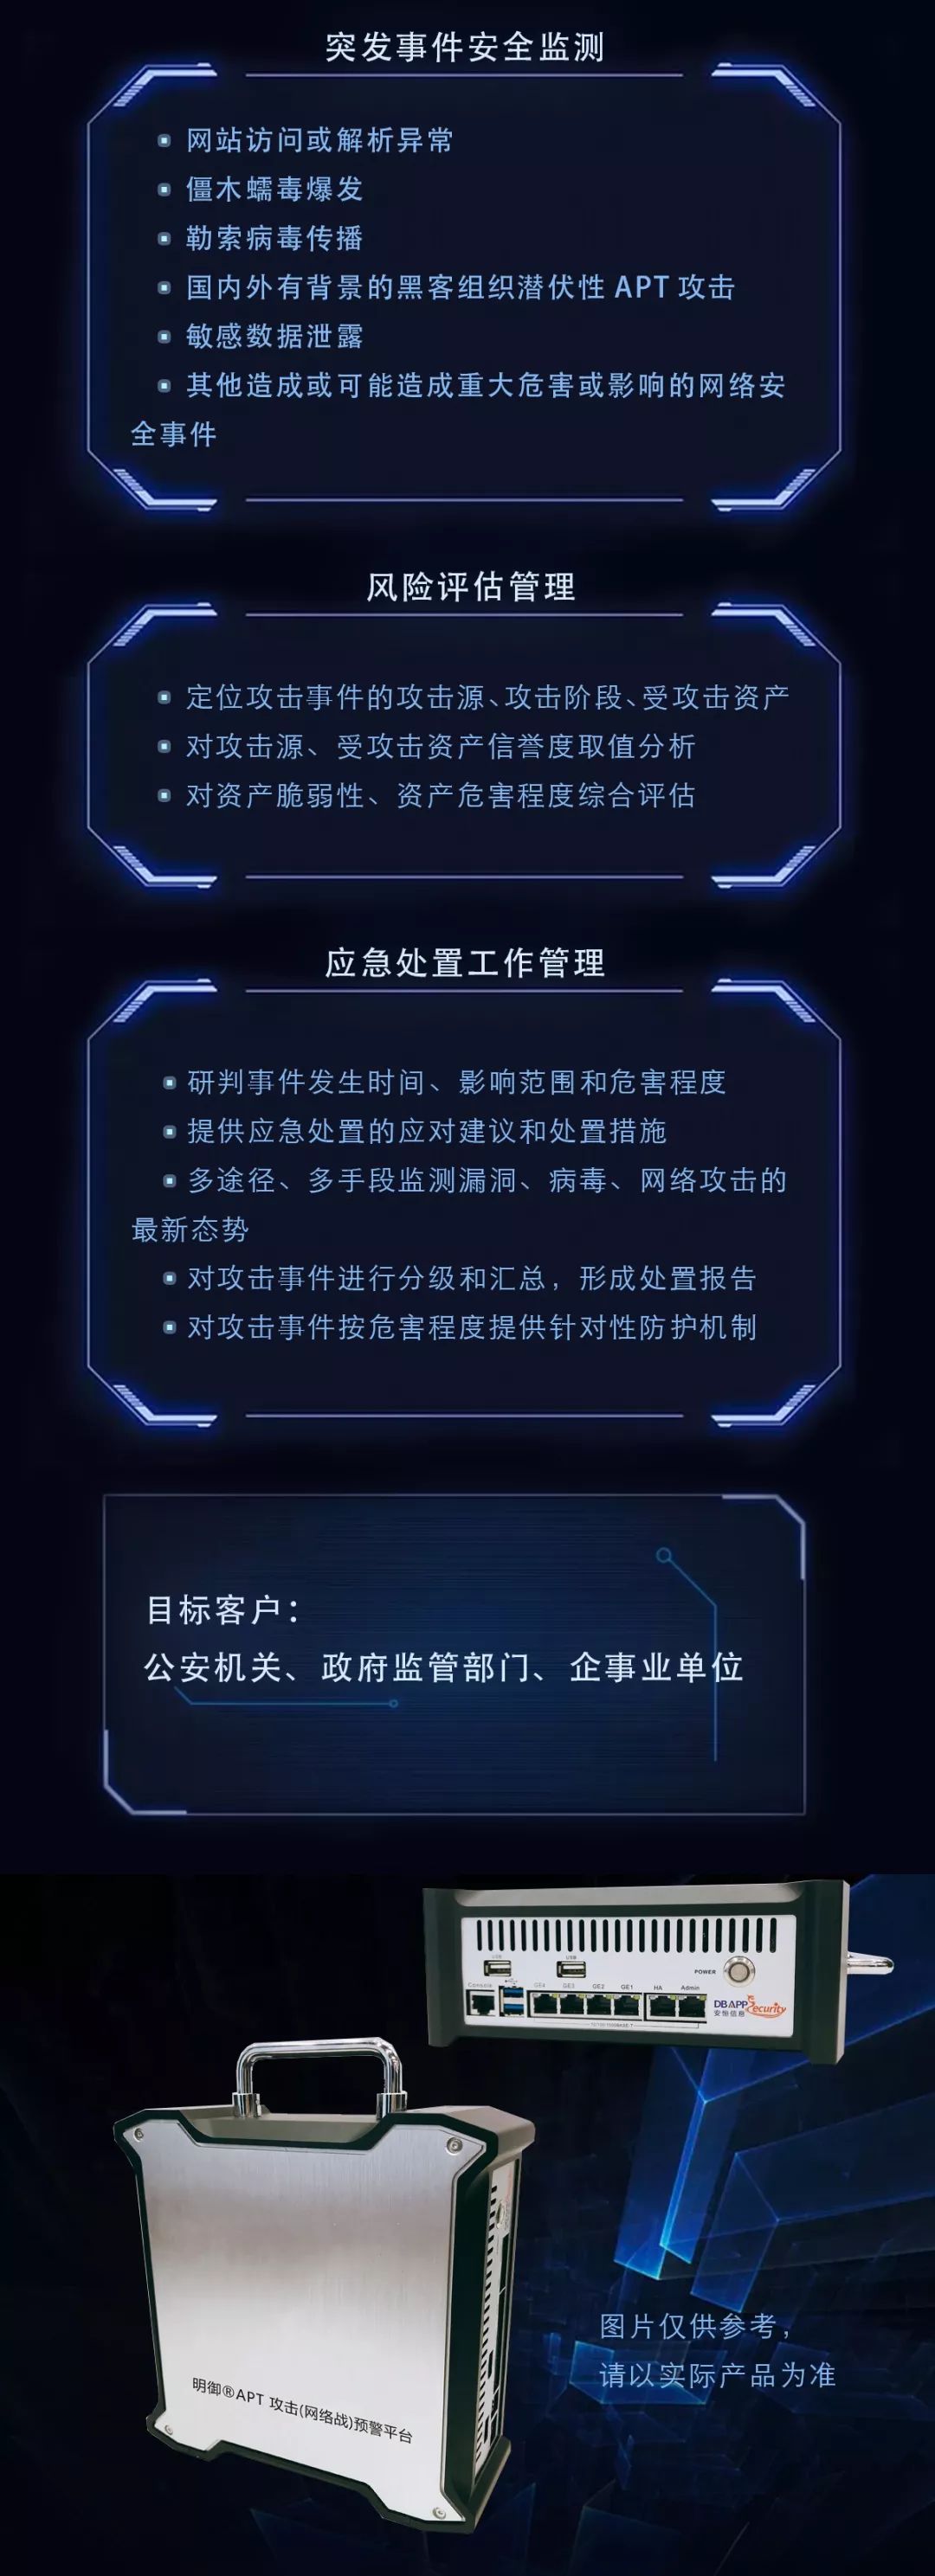 突发事件安全监测
网站访问或解析异常
僵木蠕毒爆发
勒索病毒传播
国内外有背景的黑客组织潜伏性 APT 攻击
敏感数据泄露
其他造成或可能造成重大危害或影响的网络安
全事件
风险评估管理
定位攻击事件的攻击源、攻击阶段、受攻击资产
对攻击源、受攻击资产信誉度取值分析
对资产脆弱性、资产危害程度综合评估
应急处置工作管理
研判事件发生时间、影响范围和危害程度
提供应急处置的应对建议和处置措施
多途径、多手段监测漏洞、病毒、网络攻击的
最新态势
对攻击事件进行分级和汇总，形成处置报告
对攻击事件按危害程度提供针对性防护机制
目标客户：
公安机关、政府监管部门、企事业单位
USB USB
POWER
Console GE4 GE3 GE2 GE1 HA Admin
DBAPPSecurity
安恒信息
图片仅供参考，
请以实际产品为准
明御®APT 攻击(网络战)预警平台